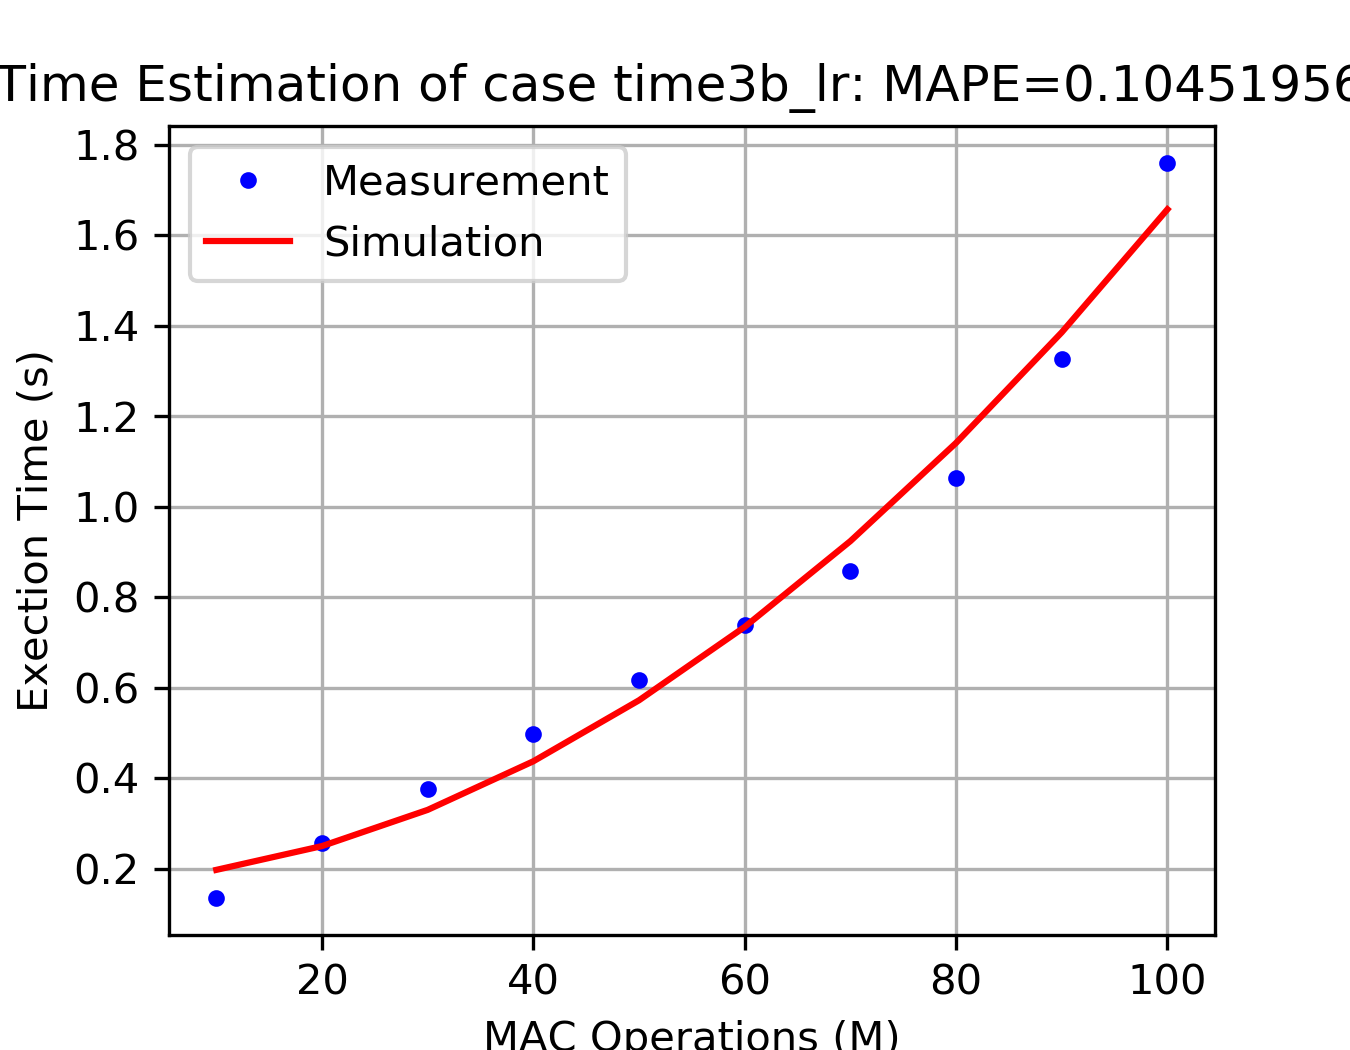 Time Estimation of case time3b_lr: MAPE=0.10451956
1.8
1.6
1.4
1.2
1.0
0.8
0.6
0.4
0.2
Exection Time (s)
Measurement
Simulation
20 40 60 80 100
MAC Operations (M)